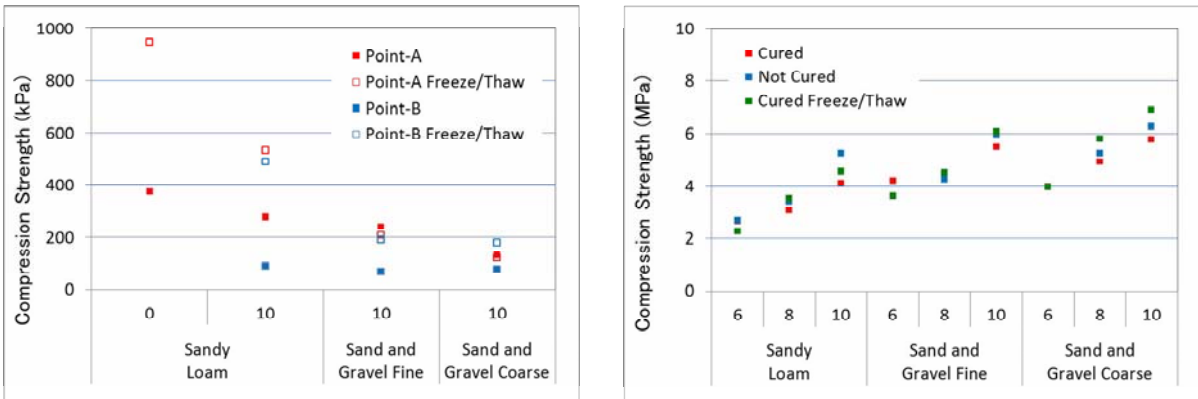 Compression Strength (kPa)
1000
800
600
400
200
0
Point-A
Point-A Freeze/Thaw
Point-B
Point-B Freeze/Thaw
0 10 10 10
Sandy Loam
Sand and Gravel Fine
Sand and Gravel Coarse
Compression Strength (MPa)
10
8
6
4
2
0
Cured
Not Cured
Cured Freeze/Thaw
6 8 10 6 8 10 6 8 10
Sandy Loam
Sand and Gravel Fine
Sand and Gravel Coarse